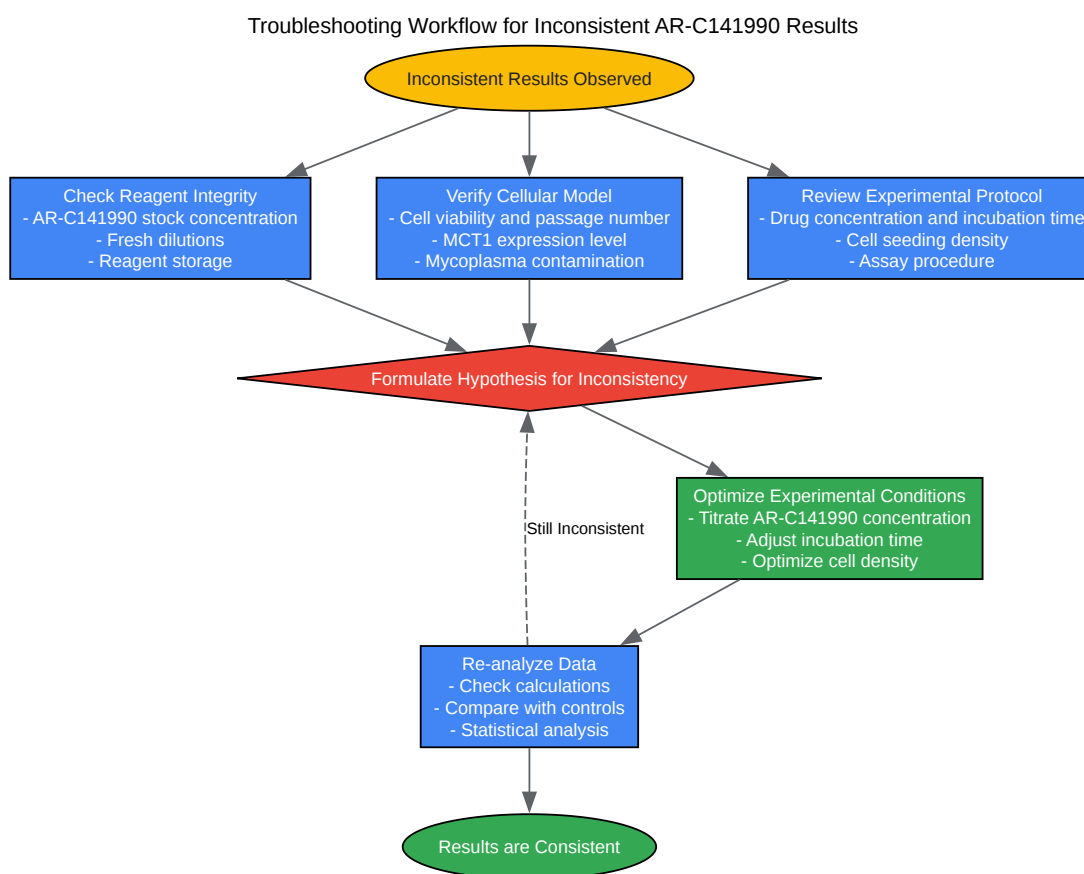 Troubleshooting Workflow for Inconsistent AR-C141990 Results
Inconsistent Results Observed
Check Reagent Integrity
- AR-C141990 stock concentration
- Fresh dilutions
- Reagent storage
Verify Cellular Model
- Cell viability and passage number
- MCT1 expression level
- Mycoplasma contamination
Review Experimental Protocol
- Drug concentration and incubation time
- Cell seeding density
- Assay procedure
Formulate Hypothesis for Inconsistency
Optimize Experimental Conditions
- Titrate AR-C141990 concentration
- Adjust incubation time
- Optimize cell density
Still Inconsistent
Re-analyze Data
- Check calculations
- Compare with controls
- Statistical analysis
Results are Consistent